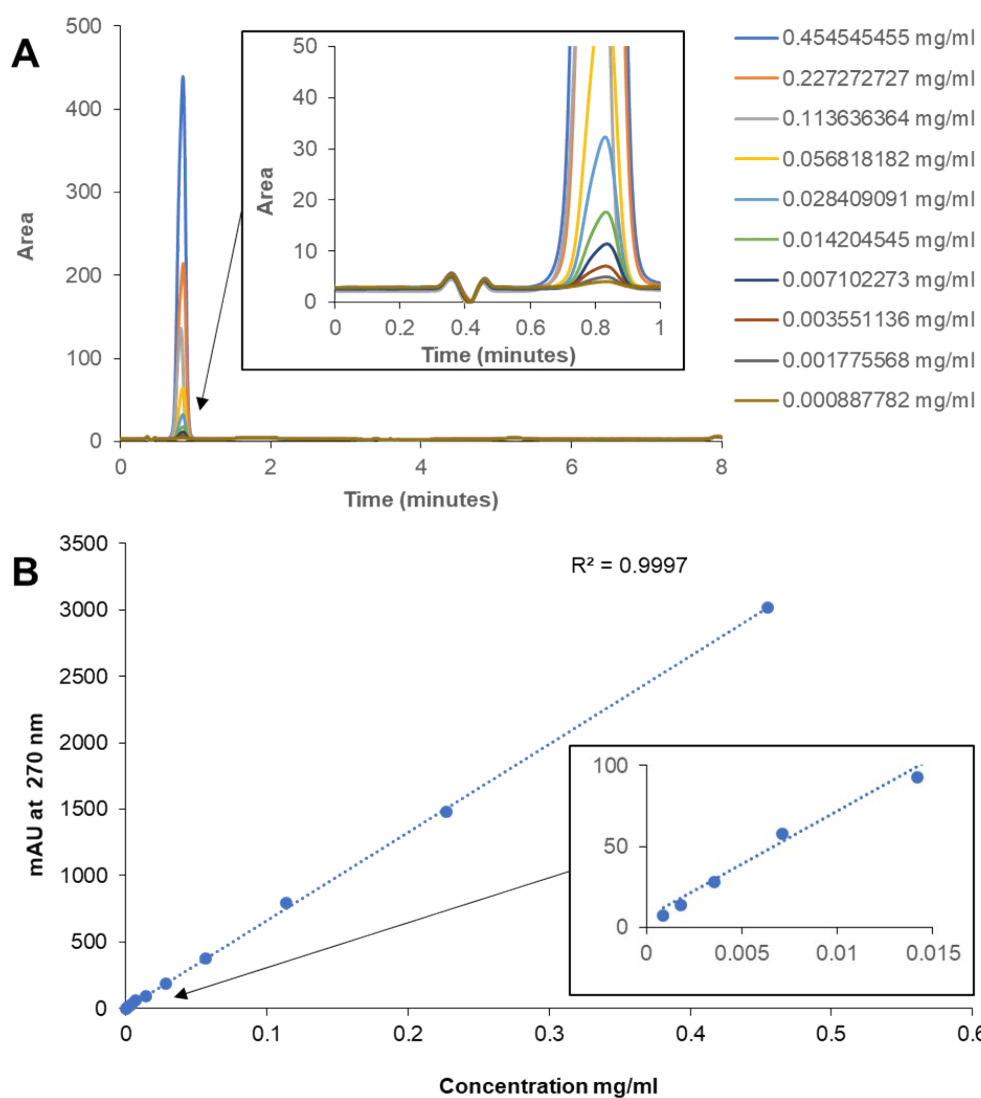 A
500
400
300
200
100
0
Area
0
2
4
6
8
Time (minutes)
50
40
30
20
10
0
Area
0
0.2
0.4
0.6
0.8
1
Time (minutes)
0.454545455 mg/ml
0.227272727 mg/ml
0.113636364 mg/ml
0.056818182 mg/ml
0.028409091 mg/ml
0.014204545 mg/ml
0.007102273 mg/ml
0.003551136 mg/ml
0.001775568 mg/ml
0.000887782 mg/ml
B
3500
3000
2500
2000
1500
1000
500
0
mAU at 270 nm
R² = 0.9997
100
50
0
0
0.005
0.01
0.015
0
0.1
0.2
0.3
0.4
0.5
0.6
Concentration mg/ml